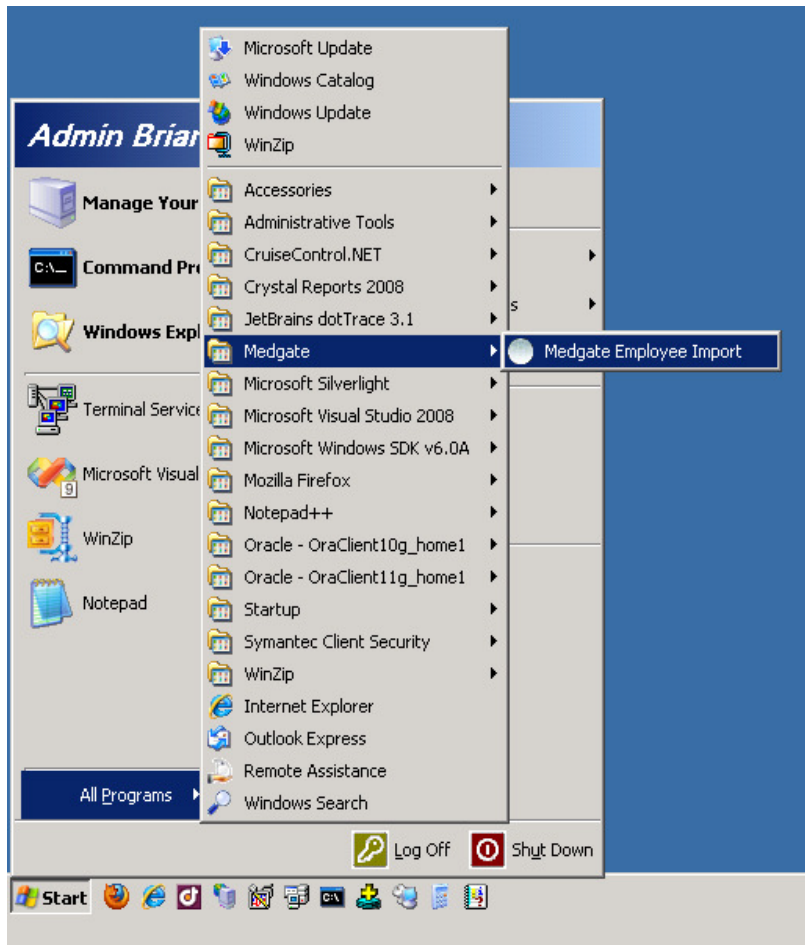 Microsoft Update
Windows Catalog
Windows Update
WinZip
Accessories
Administrative Tools
CruiseControl.NET
Crystal Reports 2008
JetBrains dotTrace 3.1
Medgate
Microsoft Silverlight
Microsoft Visual Studio 2008
Microsoft Windows SDK v6.0A
Mozilla Firefox
Notepad++
Oracle - OraClient10g_home1
Oracle - OraClient11g_home1
Startup
Symantec Client Security
WinZip
Internet Explorer
Outlook Express
Remote Assistance
Windows Search
Medgate Employee Import
Admin Brian
Manage Your
C:\_
Command Pro
Windows Expl
Terminal Service
Microsoft Visual
9
WinZip
Notepad
s
All Programs
Log Off
Shut Down
Start